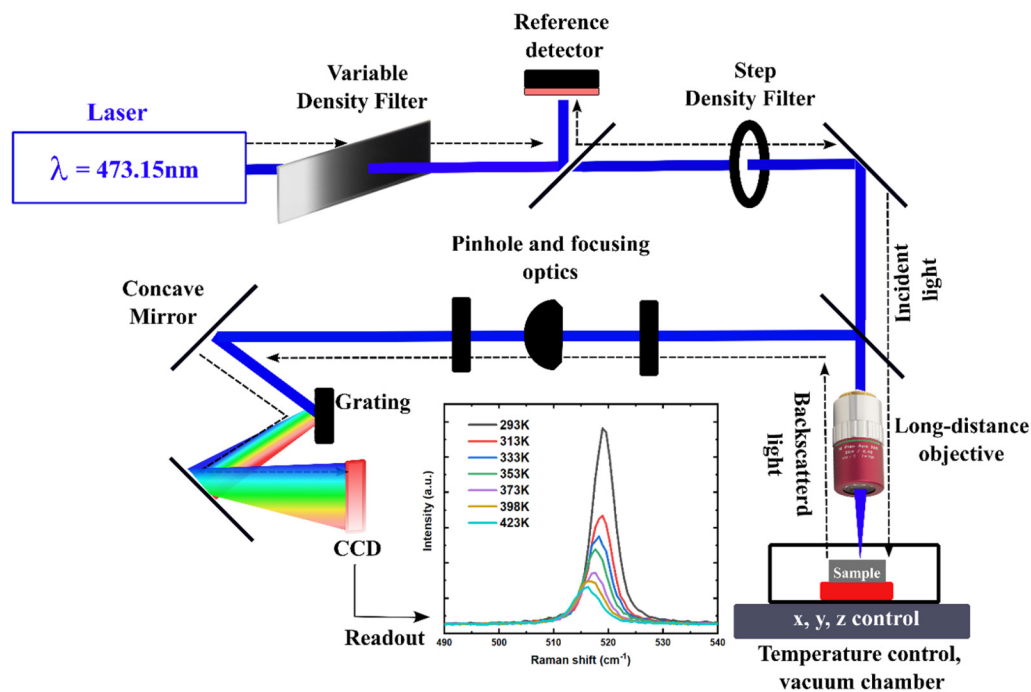 Reference
detector
Variable
Density Filter
Step
Density Filter
Laser
λ = 473.15nm
Pinhole and focusing
optics
Incident
light
Concave
Mirror
Grating
Backscatterd
light
Long-distance
objective
CCD
Readout
Intensity (a.u.)
293K
313K
333K
353K
373K
398K
423K
490
500
510
520
530
540
Raman shift (cm⁻¹)
Sample
x, y, z control
Temperature control,
vacuum chamber